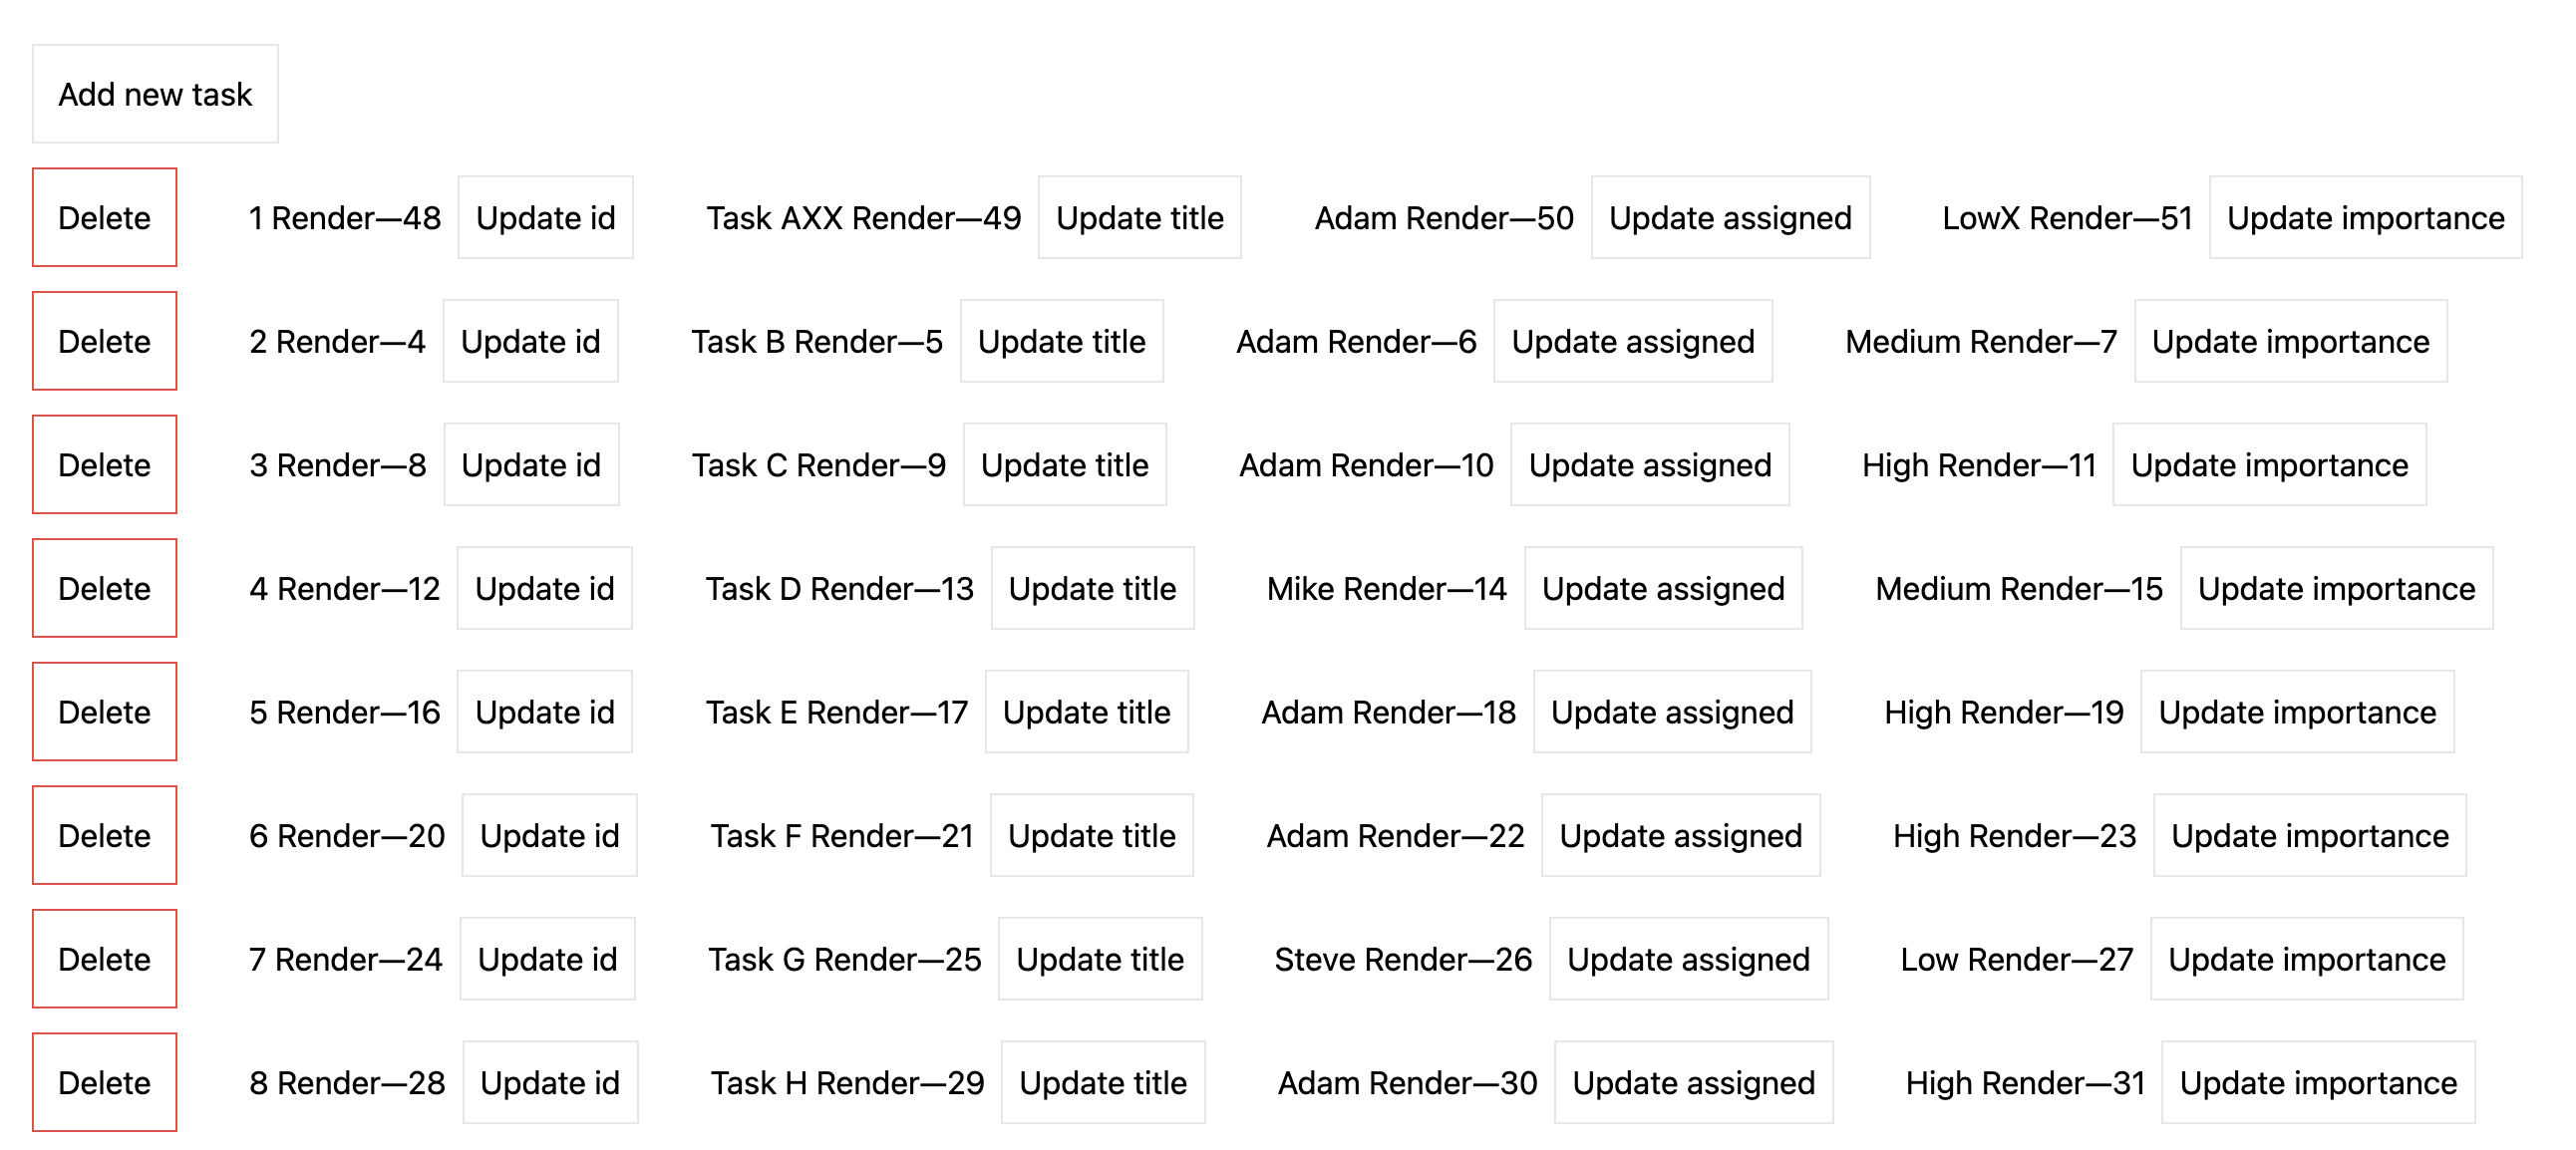 Add new task
Delete 1 Render—48 Update id Task AXX Render—49 Update title Adam Render—50 Update assigned LowX Render—51 Update importance
Delete 2 Render—4 Update id Task B Render—5 Update title Adam Render—6 Update assigned Medium Render—7 Update importance
Delete 3 Render—8 Update id Task C Render—9 Update title Adam Render—10 Update assigned High Render—11 Update importance
Delete 4 Render—12 Update id Task D Render—13 Update title Mike Render—14 Update assigned Medium Render—15 Update importance
Delete 5 Render—16 Update id Task E Render—17 Update title Adam Render—18 Update assigned High Render—19 Update importance
Delete 6 Render—20 Update id Task F Render—21 Update title Adam Render—22 Update assigned High Render—23 Update importance
Delete 7 Render—24 Update id Task G Render—25 Update title Steve Render—26 Update assigned Low Render—27 Update importance
Delete 8 Render—28 Update id Task H Render—29 Update title Adam Render—30 Update assigned High Render—31 Update importance